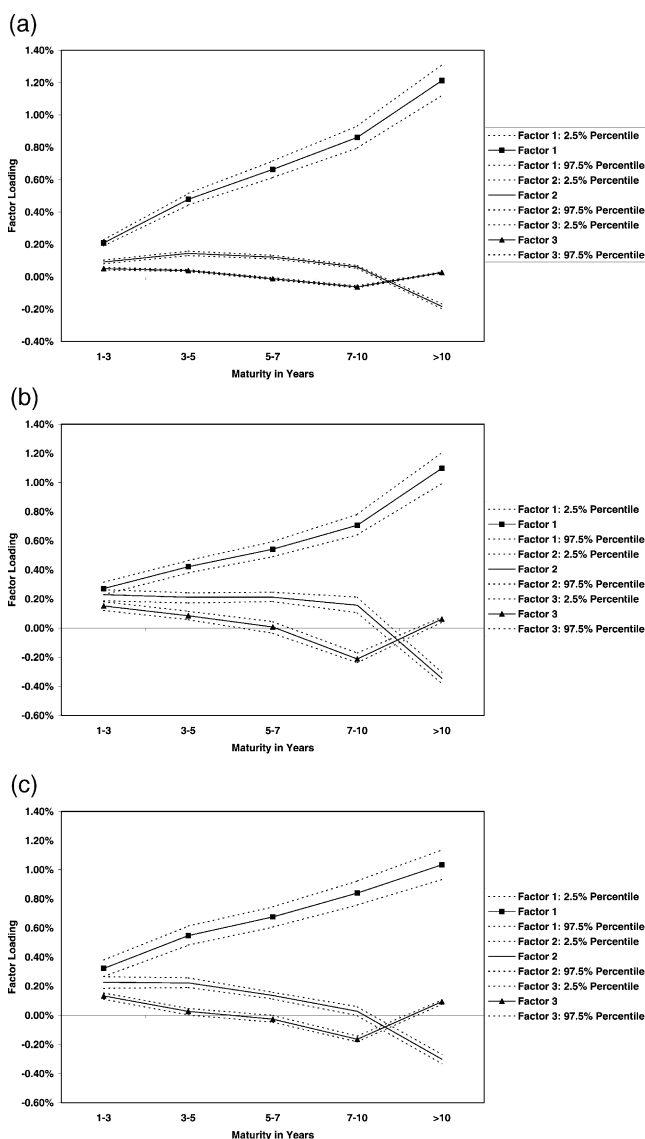 (a)
1.40%
1.20%
1.00%
0.80%
0.60%
0.40%
0.20%
0.00%
-0.20%
-0.40%
Factor Loading
1-3 3-5 5-7 7-10 >10
Maturity in Years
Factor 1: 2.5% Percentile
Factor 1
Factor 1: 97.5% Percentile
Factor 2: 2.5% Percentile
Factor 2
Factor 2: 97.5% Percentile
Factor 3: 2.5% Percentile
Factor 3
Factor 3: 97.5% Percentile
(b)
1.40%
1.20%
1.00%
0.80%
0.60%
0.40%
0.20%
0.00%
-0.20%
-0.40%
-0.60%
Factor Loading
1-3 3-5 5-7 7-10 >10
Maturity in Years
Factor 1: 2.5% Percentile
Factor 1
Factor 1: 97.5% Percentile
Factor 2: 2.5% Percentile
Factor 2
Factor 2: 97.5% Percentile
Factor 3: 2.5% Percentile
Factor 3
Factor 3: 97.5% Percentile
(c)
1.40%
1.20%
1.00%
0.80%
0.60%
0.40%
0.20%
0.00%
-0.20%
-0.40%
-0.60%
Factor Loading
1-3 3-5 5-7 7-10 >10
Maturity in Years
Factor 1: 2.5% Percentile
Factor 1
Factor 1: 97.5% Percentile
Factor 2: 2.5% Percentile
Factor 2
Factor 2: 97.5% Percentile
Factor 3: 2.5% Percentile
Factor 3
Factor 3: 97.5% Percentile